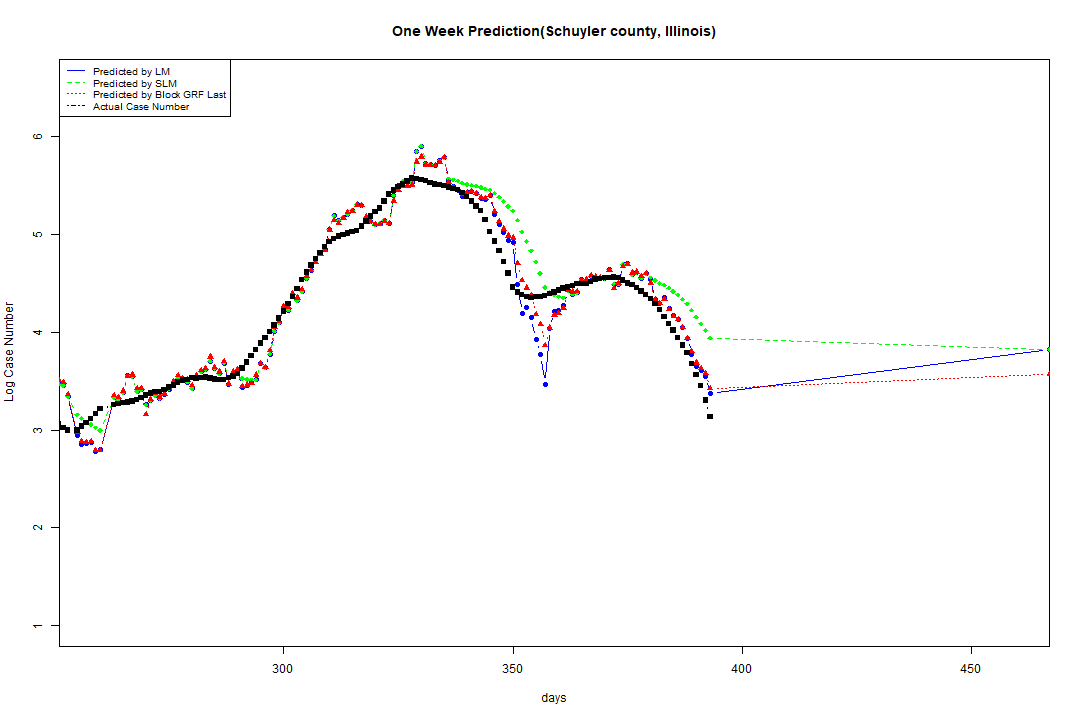 One Week Prediction(Schuyler county, Illinois)
Predicted by LM
Predicted by SLM
Predicted by Block GRF Last
Actual Case Number
Log Case Number
6
5
4
3
2
1
300
350
400
450
days